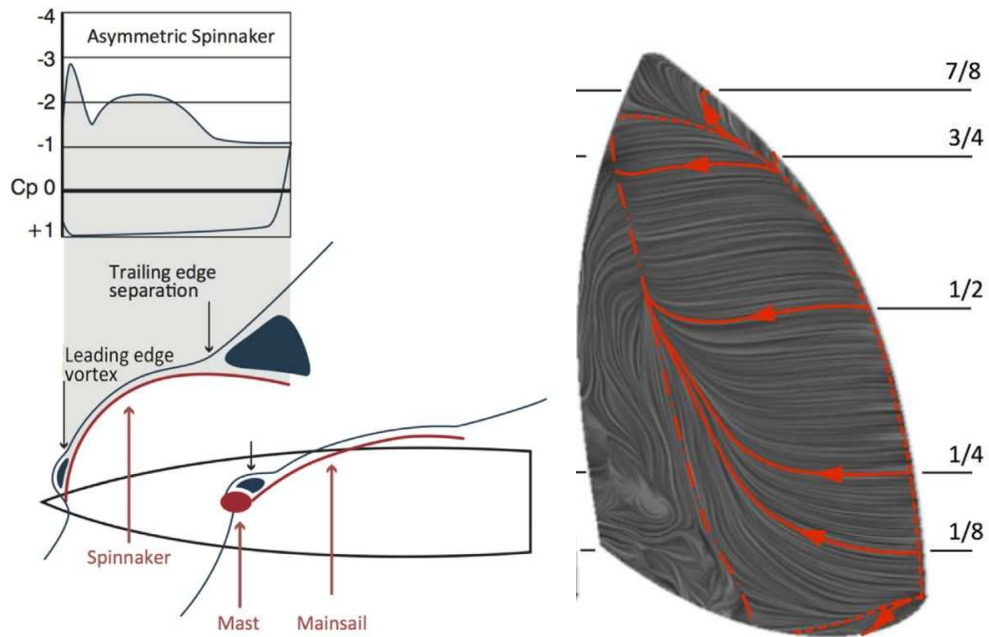 -4
Asymmetric Spinnaker
-3
-2
-1
Cp 0
+1
Trailing edge
separation
Leading edge
vortex
Spinnaker
Mast
Mainsail
7/8
3/4
1/2
1/4
1/8